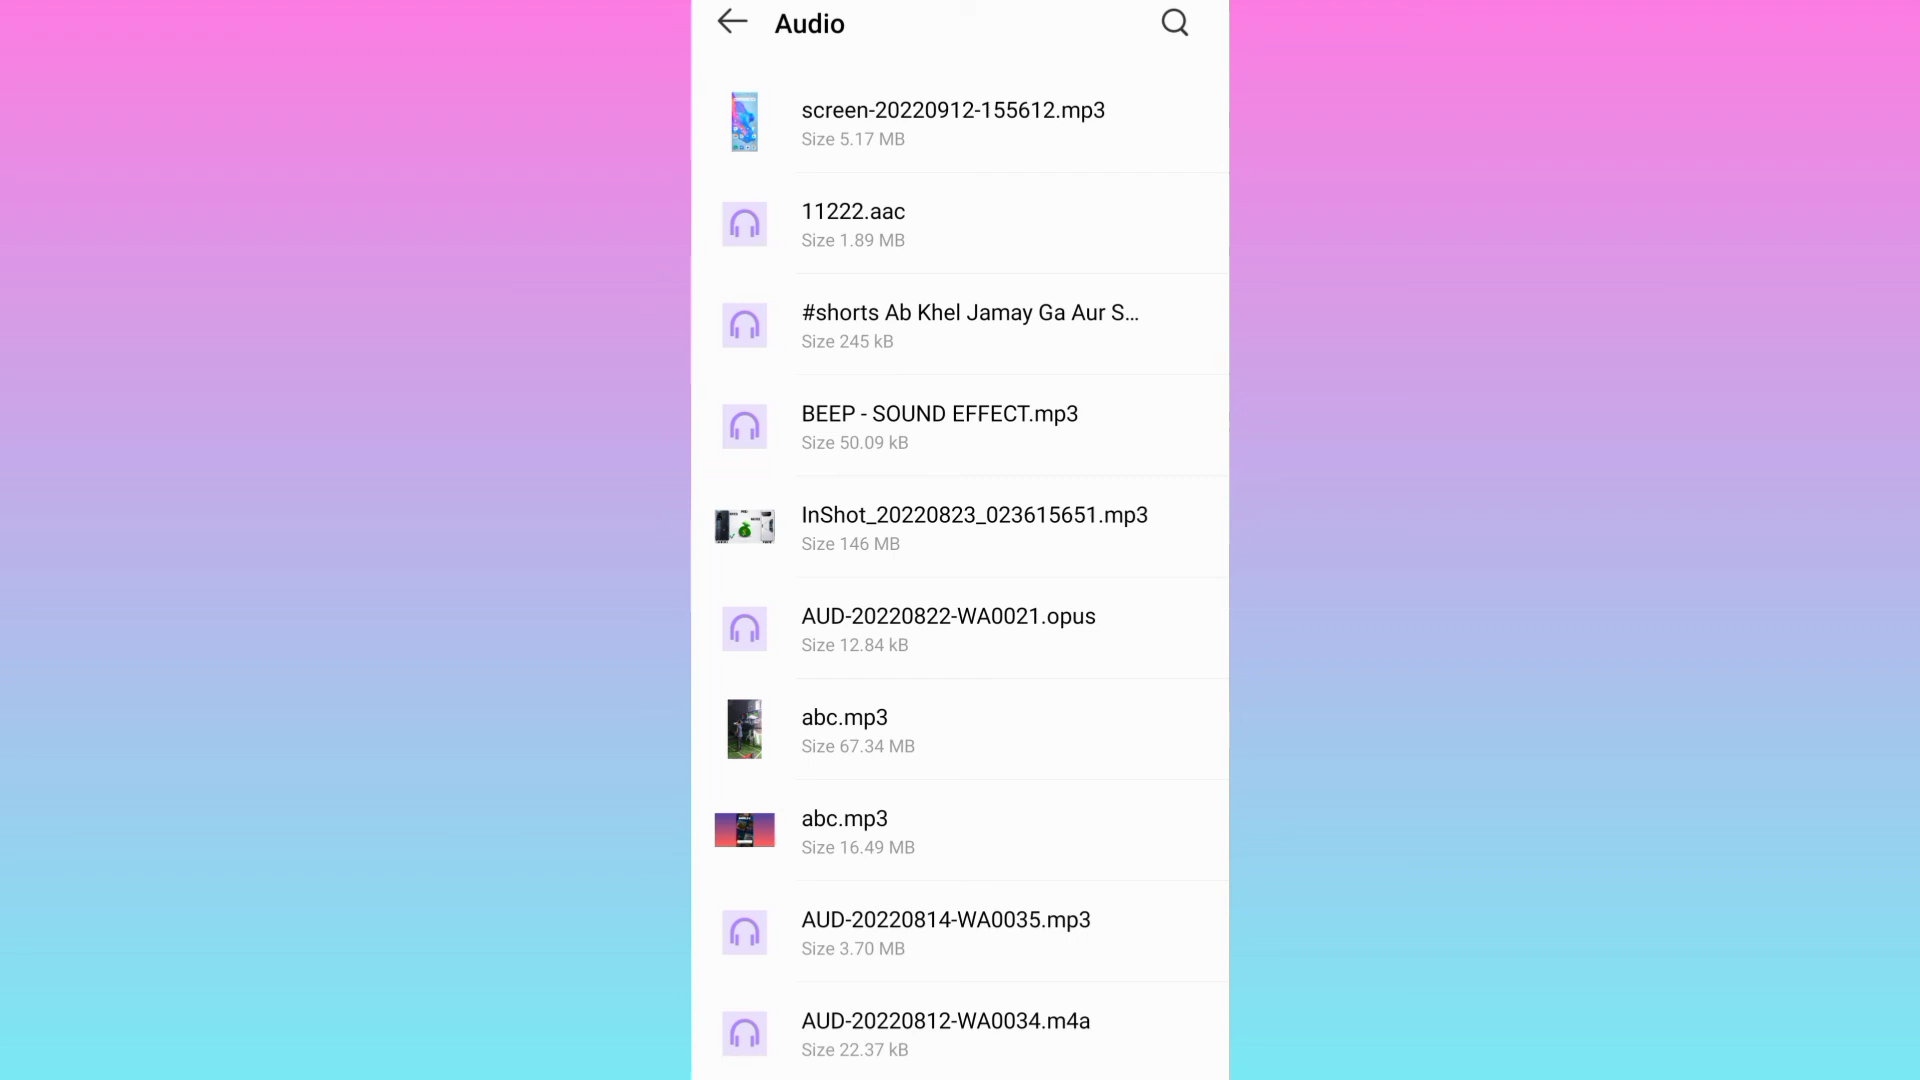 Audio
screen-20220912-155612.mp3
Size 5.17 MB
11222.aac
Size 1.89 MB
#shorts Ab Khel Jamay Ga Aur S...
Size 245 kB
BEEP - SOUND EFFECT.mp3
Size 50.09 kB
InShot_20220823_023615651.mp3
Size 146 MB
AUD-20220822-WA0021.opus
Size 12.84 kB
abc.mp3
Size 67.34 MB
abc.mp3
Size 16.49 MB
AUD-20220814-WA0035.mp3
Size 3.70 MB
AUD-20220812-WA0034.m4a
Size 22.37 kB